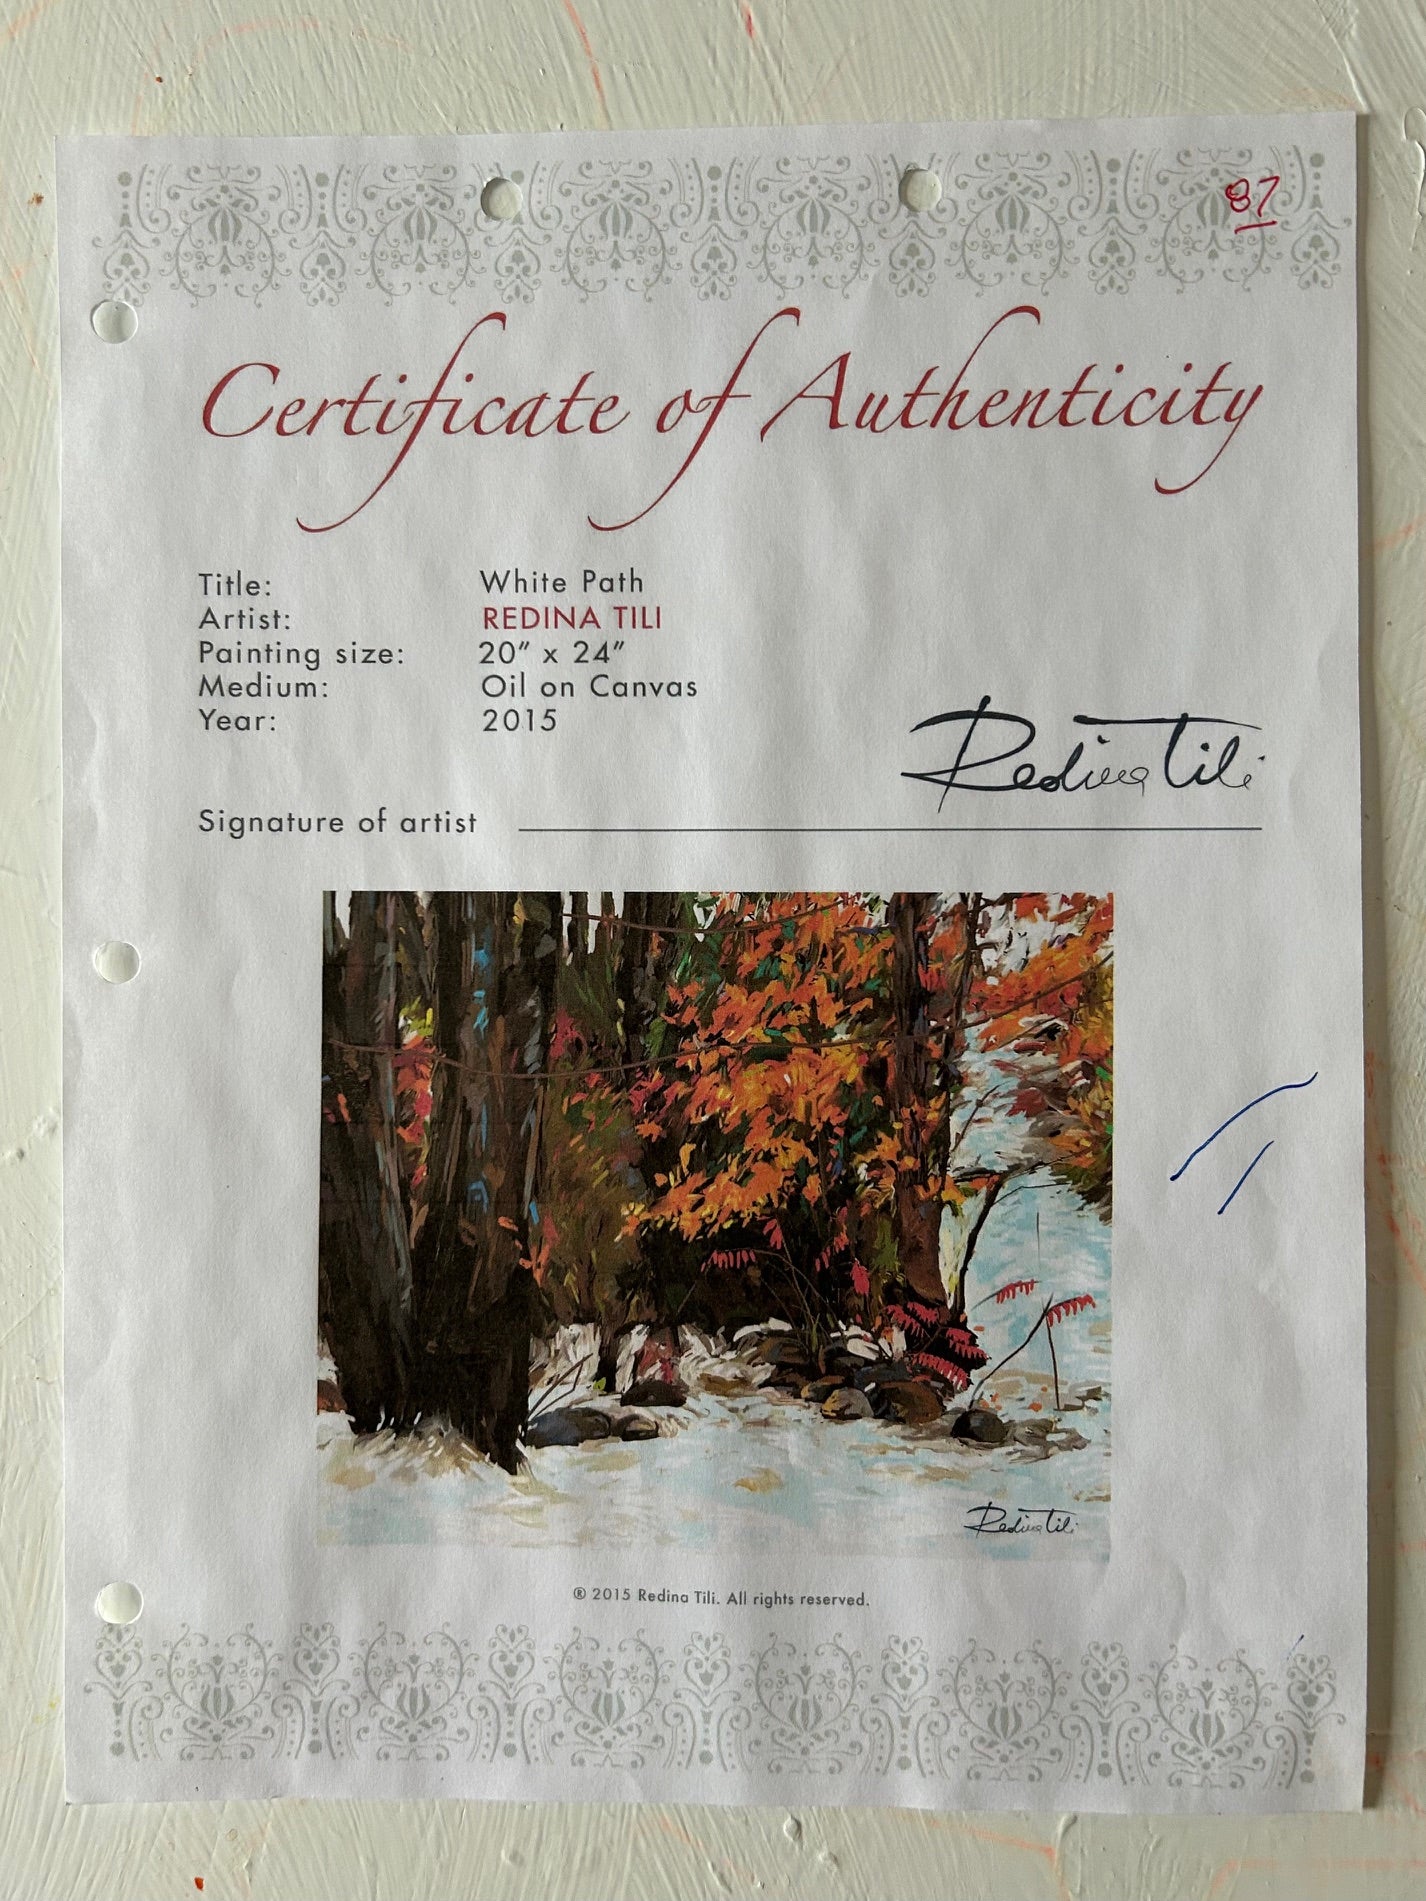 87
Certificate of Authenticity
Title: White Path
Artist: REDINA TILI
Painting size: 20" x 24"
Medium: Oil on Canvas
Year: 2015
Redina Tili
Signature of artist
Redina Tili
® 2015 Redina Tili. All rights reserved.